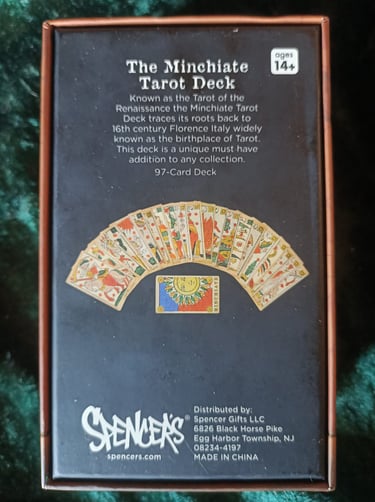 The Minchiate
Tarot Deck
ages
14+
Known as the Tarot of the
Renaissance the Minchiate Tarot
Deck traces its roots back to
16th century Florence Italy widely
known as the birthplace of Tarot.
This deck is a unique must have
addition to any collection.
97-Card Deck
SPENCER'S®
spencers.com
Distributed by:
Spencer Gifts LLC
6826 Black Horse Pike
Egg Harbor Township, NJ
08234-4197
MADE IN CHINA